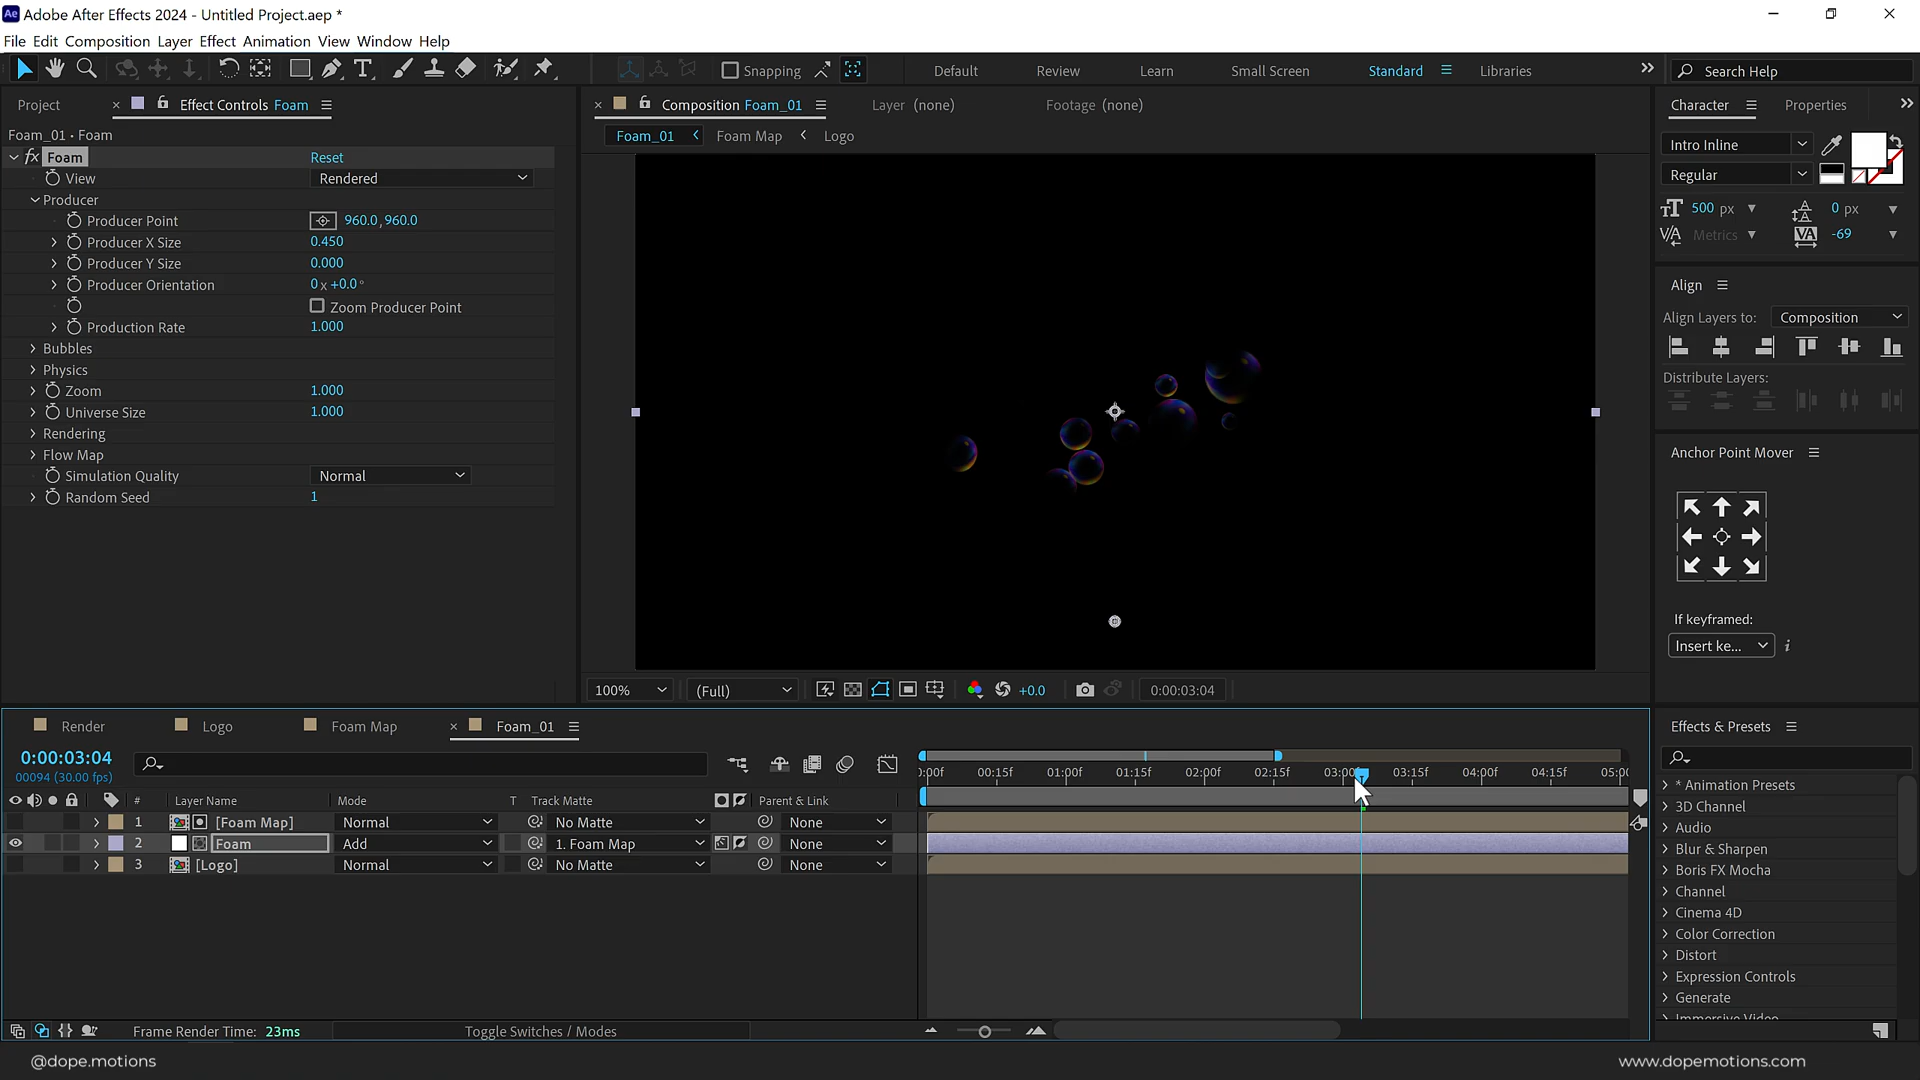 Adobe After Effects 2024 - Untitled Project.aep *
File Edit Composition Layer Effect Animation View Window Help
Snapping
Default Review Learn Small Screen Standard Libraries
Search Help
Project
Effect Controls Foam
Foam_01 • Foam
Foam Reset
View Rendered
Producer
Producer Point 960.0, 960.0
Producer X Size 0.450
Producer Y Size 0.000
Producer Orientation 0 x +0.0 °
Zoom Producer Point
Production Rate 1.000
Bubbles
Physics
Zoom 1.000
Universe Size 1.000
Rendering
Flow Map
Simulation Quality Normal
Random Seed 1
Composition Foam_01
Layer (none)
Footage (none)
Foam_01 Foam Map Logo
100% (Full) +0.0 0:00:03:04
Character
Properties
Intro Inline
Regular
500 px 0 px
Metrics -69
Align
Align Layers to: Composition
Distribute Layers:
Anchor Point Mover
If keyframed:
Insert ke...
Render Logo Foam Map Foam_01
0:00:03:04
00094 (30.00 fps)
00:15f 01:00f 01:15f 02:00f 02:15f 03:15f 04:00f 04:15f
# Layer Name Mode T Track Matte Parent & Link
1 [Foam Map] Normal No Matte None
2 Foam Add 1. Foam Map None
3 [Logo] Normal No Matte None
Frame Render Time: 23ms
Toggle Switches / Modes
Effects & Presets
* Animation Presets
3D Channel
Audio
Blur & Sharpen
Boris FX Mocha
Channel
Cinema 4D
Color Correction
Distort
Expression Controls
Generate
Immersive Video
@dope.motions
www.dopemotions.com